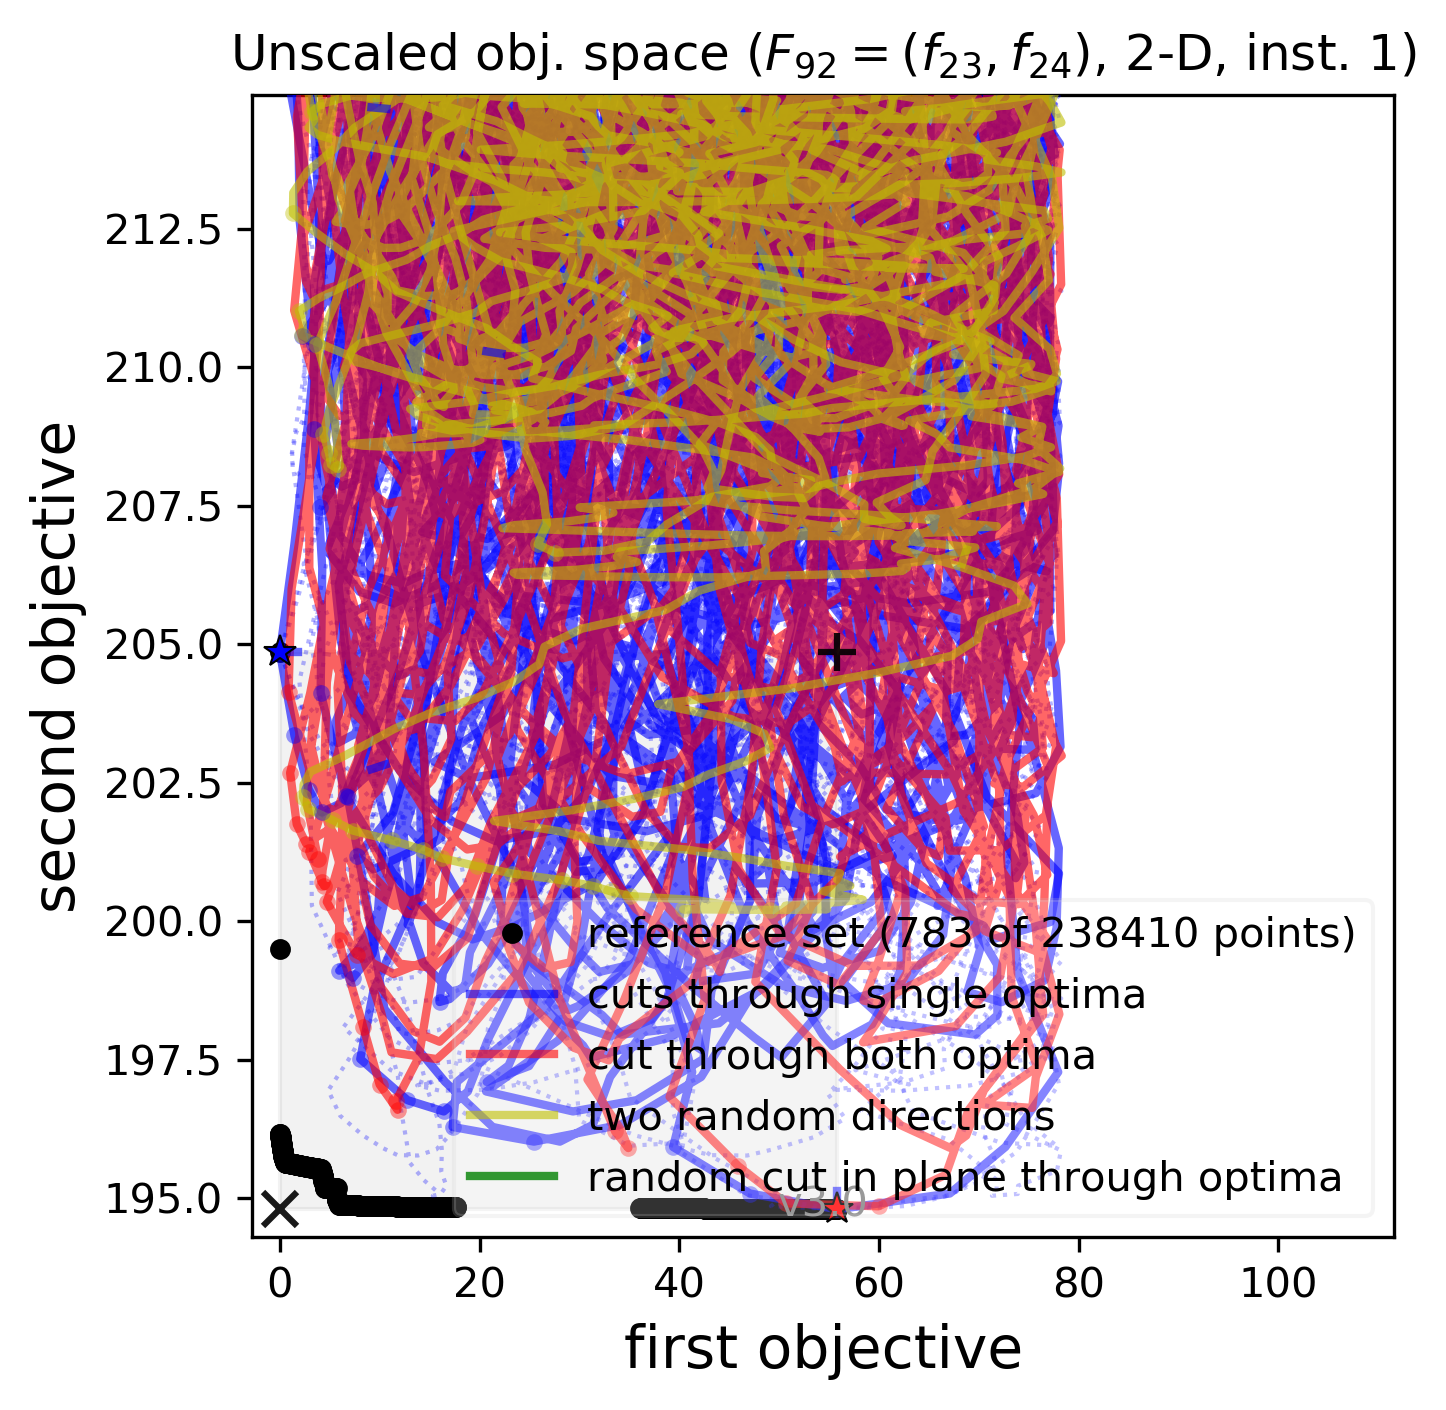 Unscaled obj. space (F92 = (f23, f24), 2-D, inst. 1)
second objective
212.5
210.0
207.5
205.0
202.5
200.0
197.5
195.0
reference set (783 of 238410 points)
cuts through single optima
cut through both optima
two random directions
random cut in plane through optima
v3.0
0 20 40 60 80 100
first objective